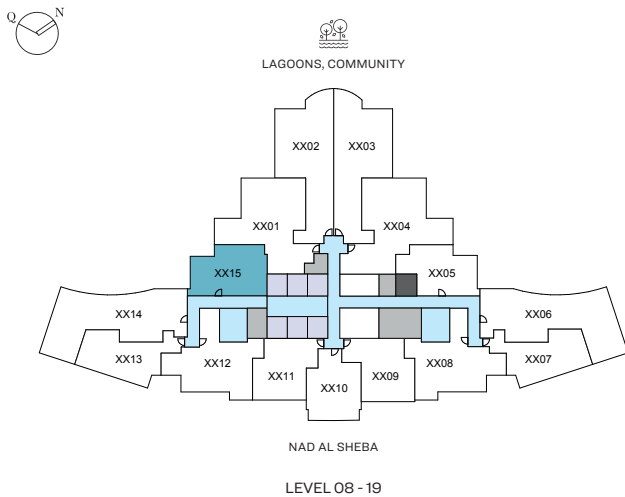 Q N
LAGOONS, COMMUNITY
XX02 XX03
XX01 XX04
XX15 XX05
XX14 XX06
XX13 XX12 XX08 XX07
XX11 XX10 XX09
NAD AL SHEBA
LEVEL 08 - 19